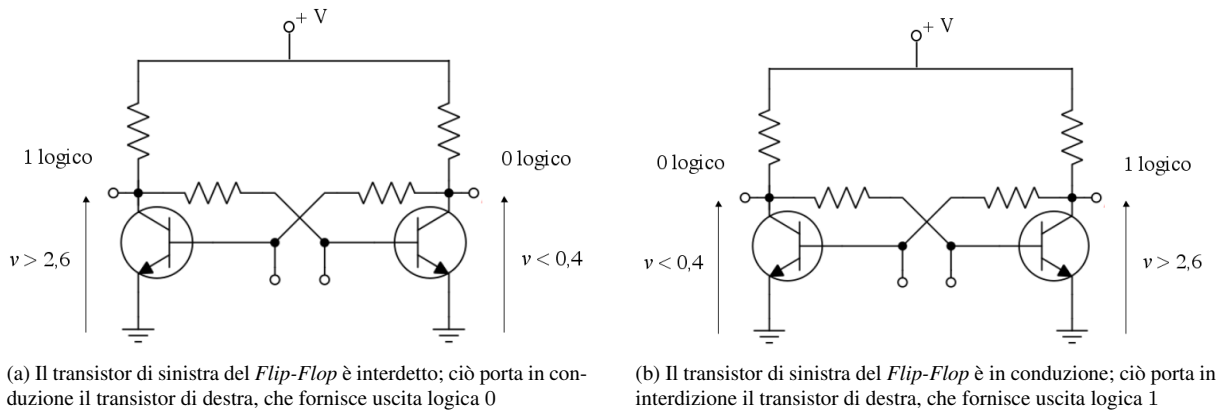 + V
1 logico
0 logico
v > 2,6
v < 0,4
(a) Il transistor di sinistra del Flip-Flop è interdetto; ciò porta in con-
duzione il transistor di destra, che fornisce uscita logica 0
+ V
0 logico
1 logico
v < 0,4
v > 2,6
(b) Il transistor di sinistra del Flip-Flop è in conduzione; ciò porta in
interdizione il transistor di destra, che fornisce uscita logica 1